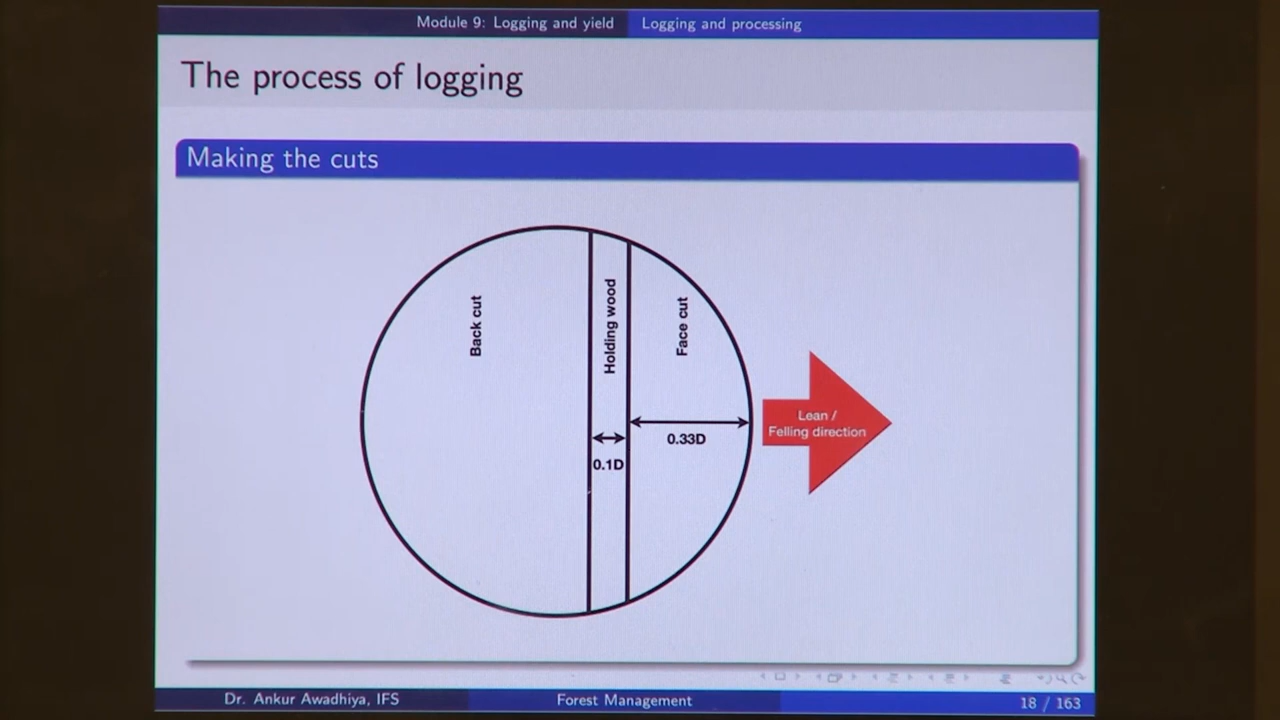 Module 9: Logging and yield
Logging and processing
The process of logging
Making the cuts
Back cut
Holding wood
Face cut
0.1D
0.33D
Lean /
Felling direction
Dr. Ankur Awadhiya, IFS
Forest Management
18 / 163